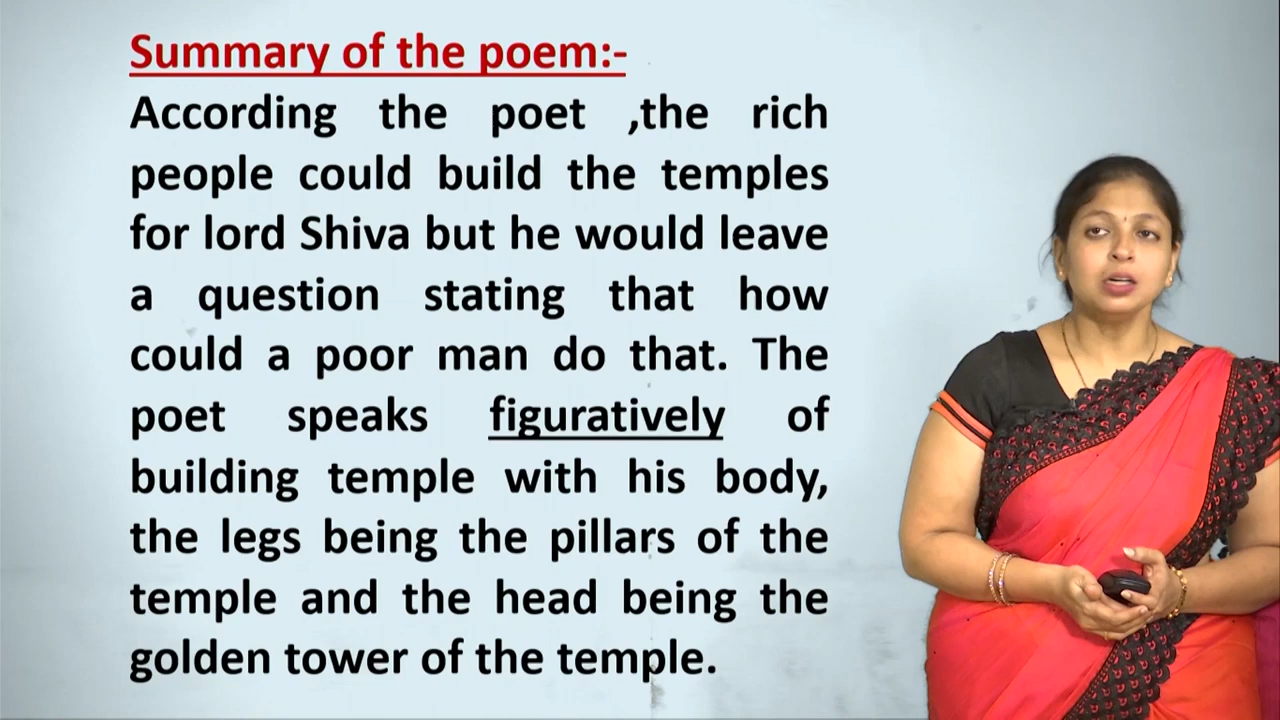 Summary of the poem:-
According the poet ,the rich
people could build the temples
for lord Shiva but he would leave
a question stating that how
could a poor man do that. The
poet speaks figuratively of
building temple with his body,
the legs being the pillars of the
temple and the head being the
golden tower of the temple.